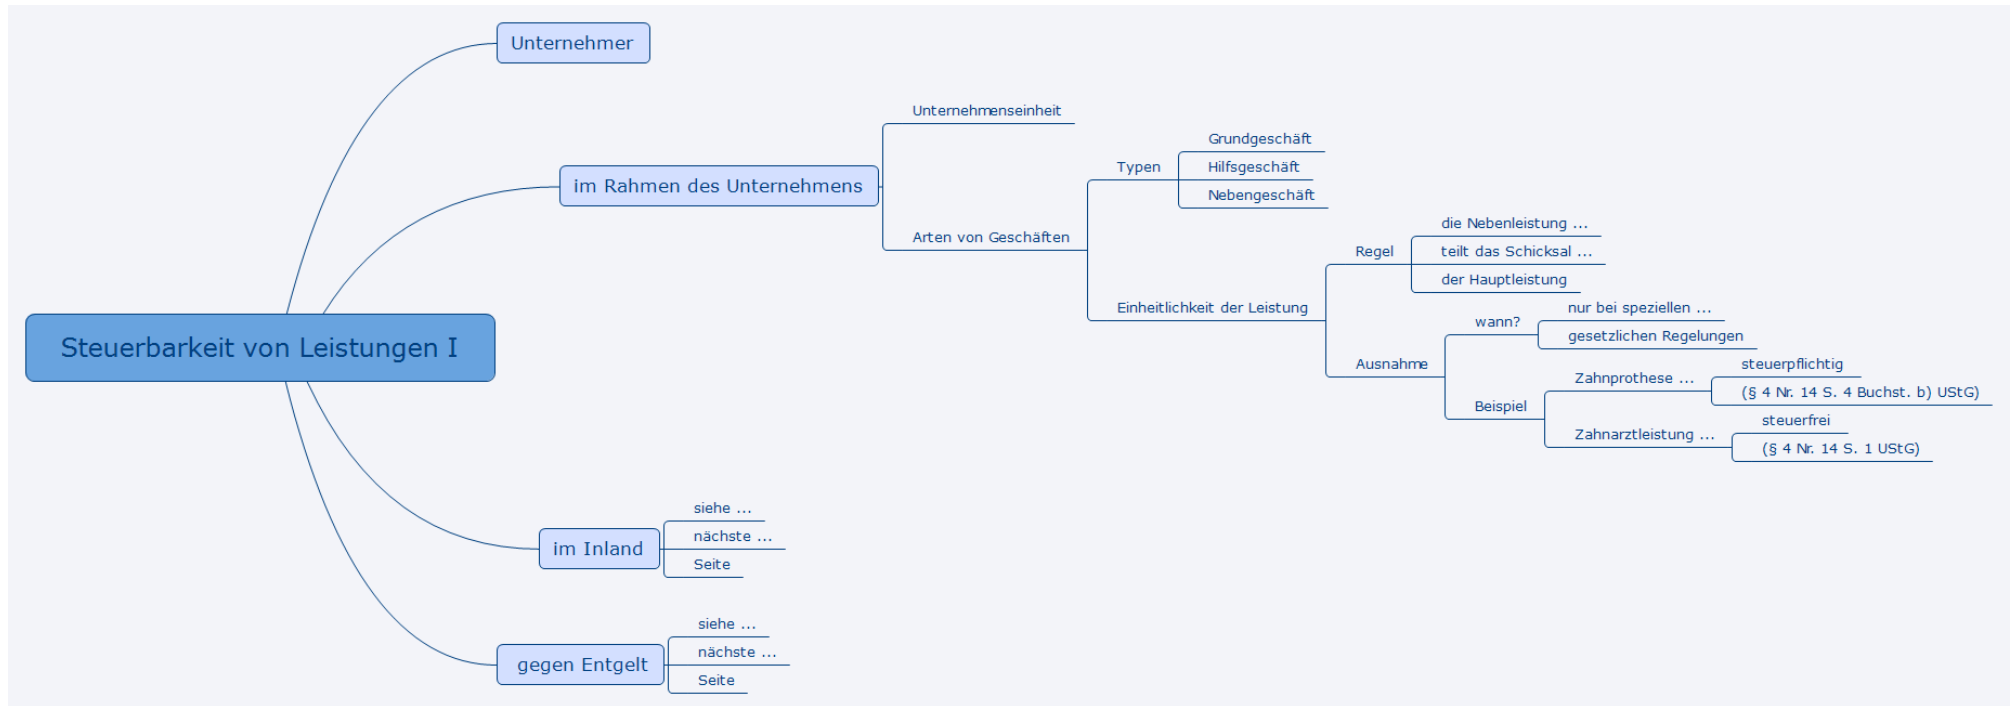 Steuerbarkeit von Leistungen I
Unternehmer
im Rahmen des Unternehmens
Unternehmenseinheit
Arten von Geschäften
Typen
Grundgeschäft
Hilfsgeschäft
Nebengeschäft
Einheitlichkeit der Leistung
Regel
die Nebenleistung ...
teilt das Schicksal ...
der Hauptleistung
Ausnahme
wann?
nur bei speziellen ...
gesetzlichen Regelungen
Beispiel
Zahnprothese ...
steuerpflichtig
(§ 4 Nr. 14 S. 4 Buchst. b) UStG)
Zahnarztleistung ...
steuerfrei
(§ 4 Nr. 14 S. 1 UStG)
im Inland
siehe ...
nächste ...
Seite
gegen Entgelt
siehe ...
nächste ...
Seite